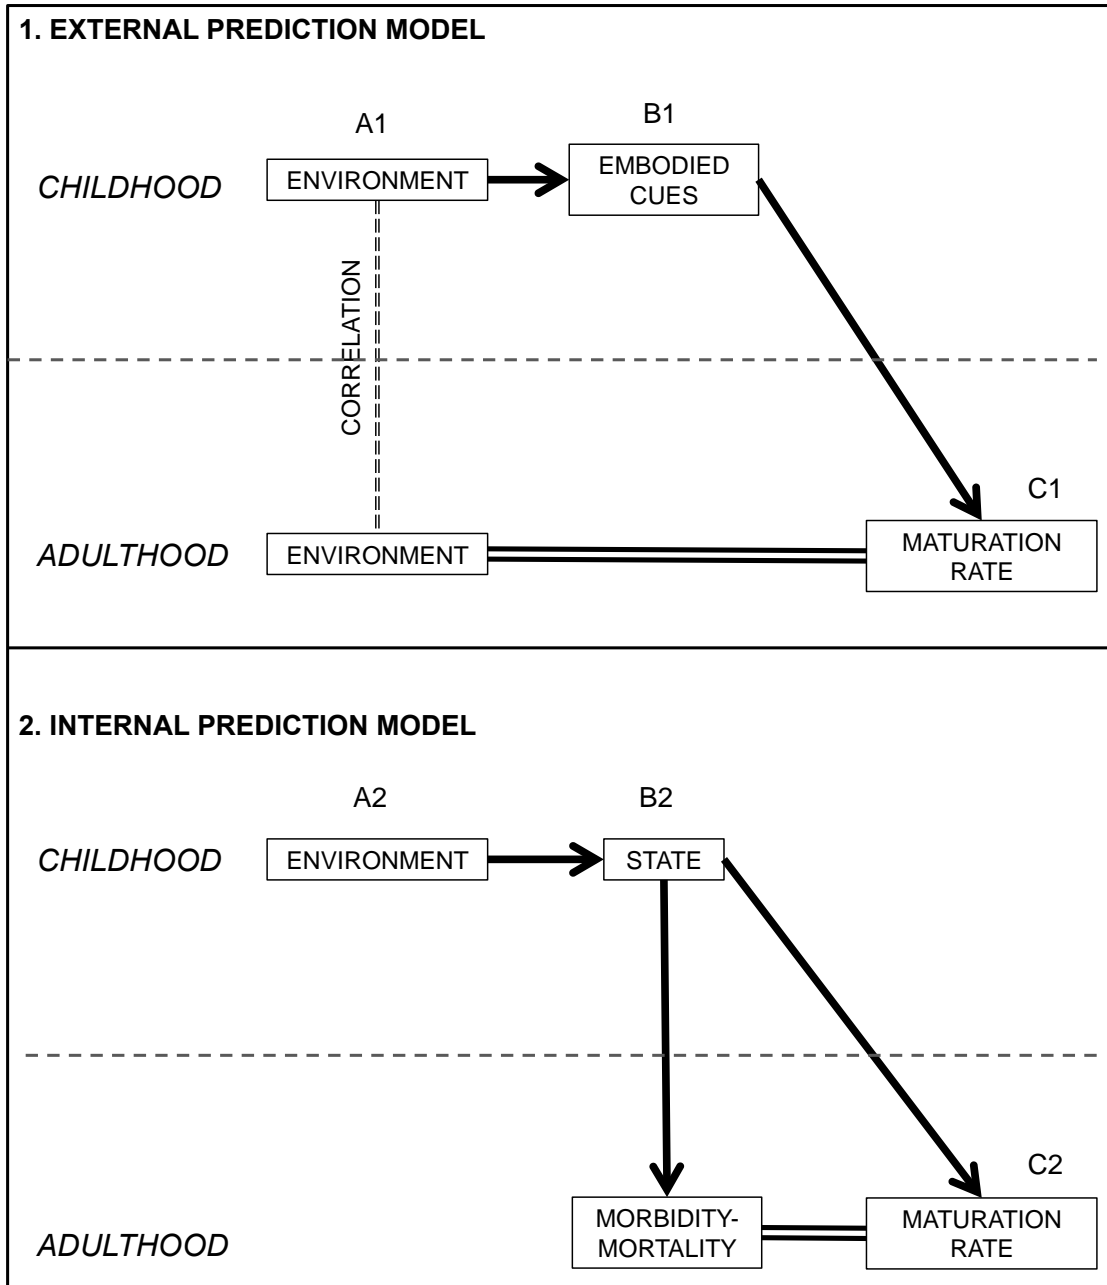 1. EXTERNAL PREDICTION MODEL
A1
B1
CHILDHOOD
ENVIRONMENT
EMBODIED
CUES
CORRELATION
C1
ADULTHOOD
ENVIRONMENT
MATURATION
RATE
2. INTERNAL PREDICTION MODEL
A2
B2
CHILDHOOD
ENVIRONMENT
STATE
C2
ADULTHOOD
MORBIDITY-
MORTALITY
MATURATION
RATE